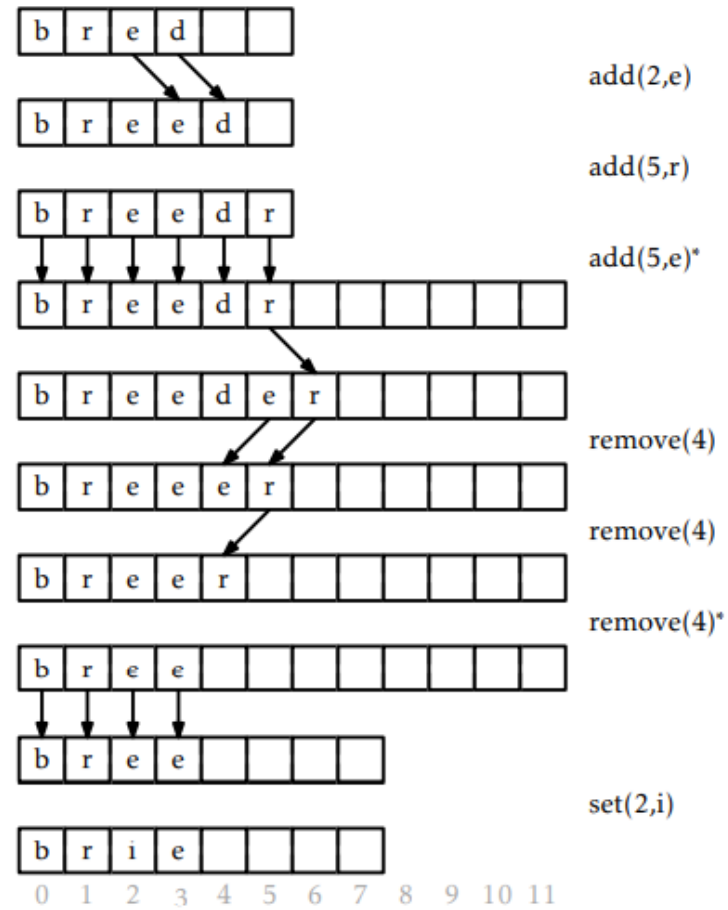 b r e d
add(2,e)
b r e e d
add(5,r)
b r e e d r
add(5,e)*
b r e e d r
b r e e d e r
remove(4)
b r e e e r
remove(4)
b r e e r
remove(4)*
b r e e
b r e e
set(2,i)
b r i e
0 1 2 3 4 5 6 7 8 9 10 11